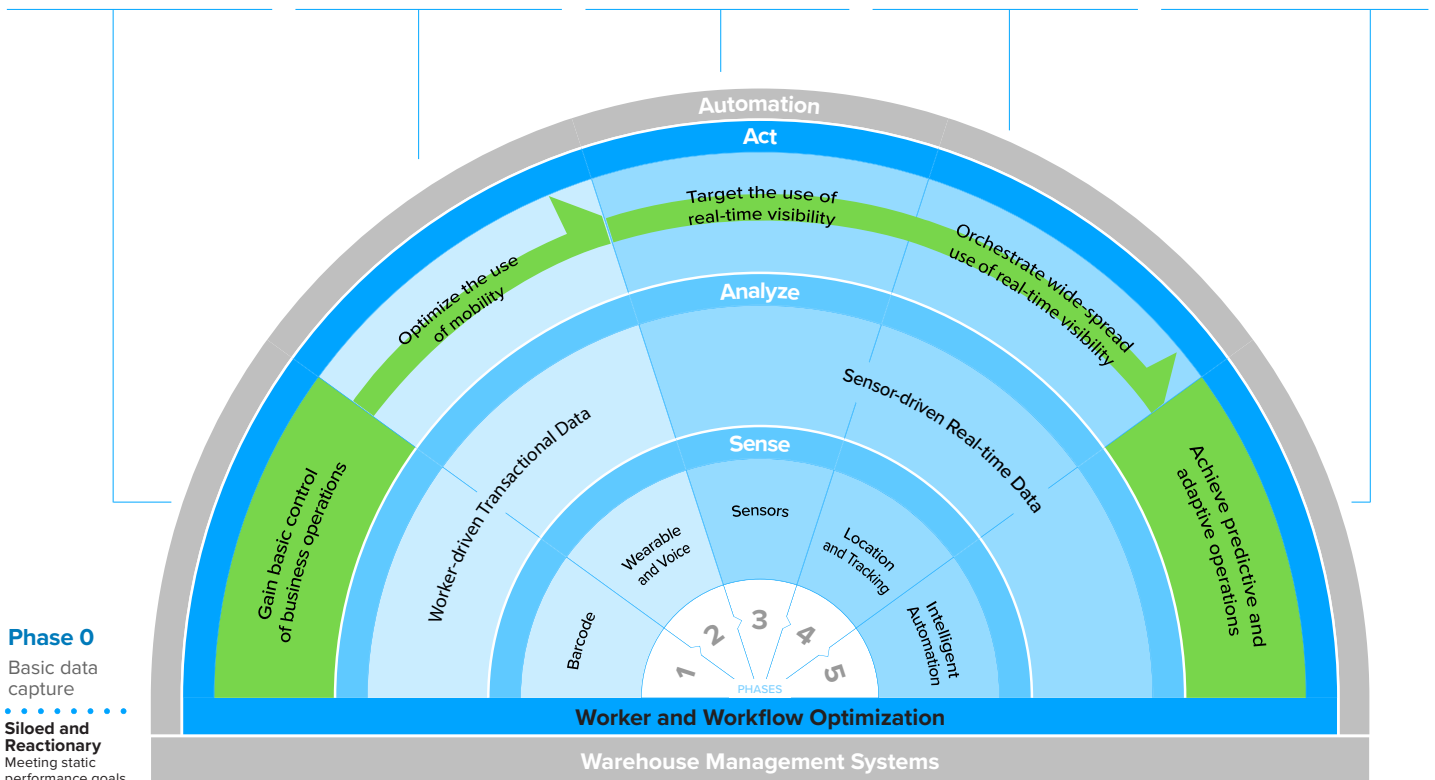 Automation
Act
Target the use of
real-time visibility
Optimize the use
of mobility
Orchestrate wide-spread
use of real-time visibility
Analyze
Worker-driven Transactional Data
Sensor-driven Real-time Data
Gain basic control
of business operations
Achieve predictive and
adaptive operations
Sense
Barcode
Wearable
and Voice
Sensors
Location
and Tracking
Intelligent
Automation
1
2
3
4
5
PHASES
Phase 0
Basic data
capture
Siloed and
Reactionary
Meeting static
performance goals
Worker and Workflow Optimization
Warehouse Management Systems